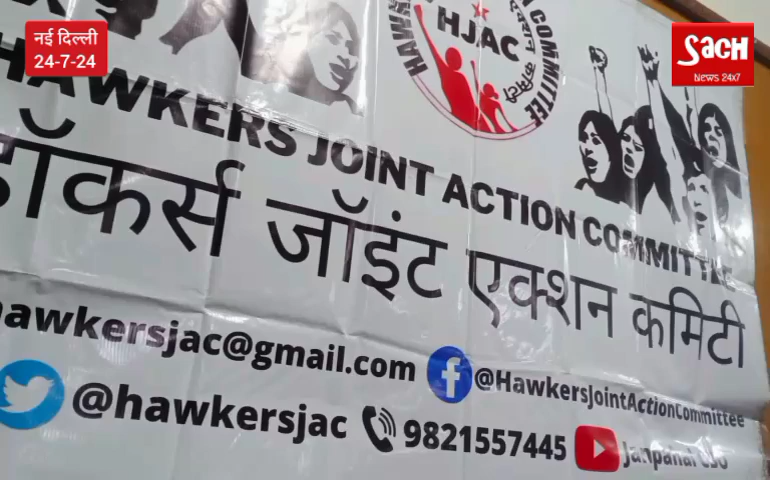 नई दिल्ली
24-7-24
SACH
News 24x7
HJAC
HAWKERS JOINT ACTION COMMITTEE
हॉकर्स जॉइंट एक्शन कमिटी
hawkersjac@gmail.com
@HawkersJointActionCommittee
@hawkersjac
9821557445
Janpahal